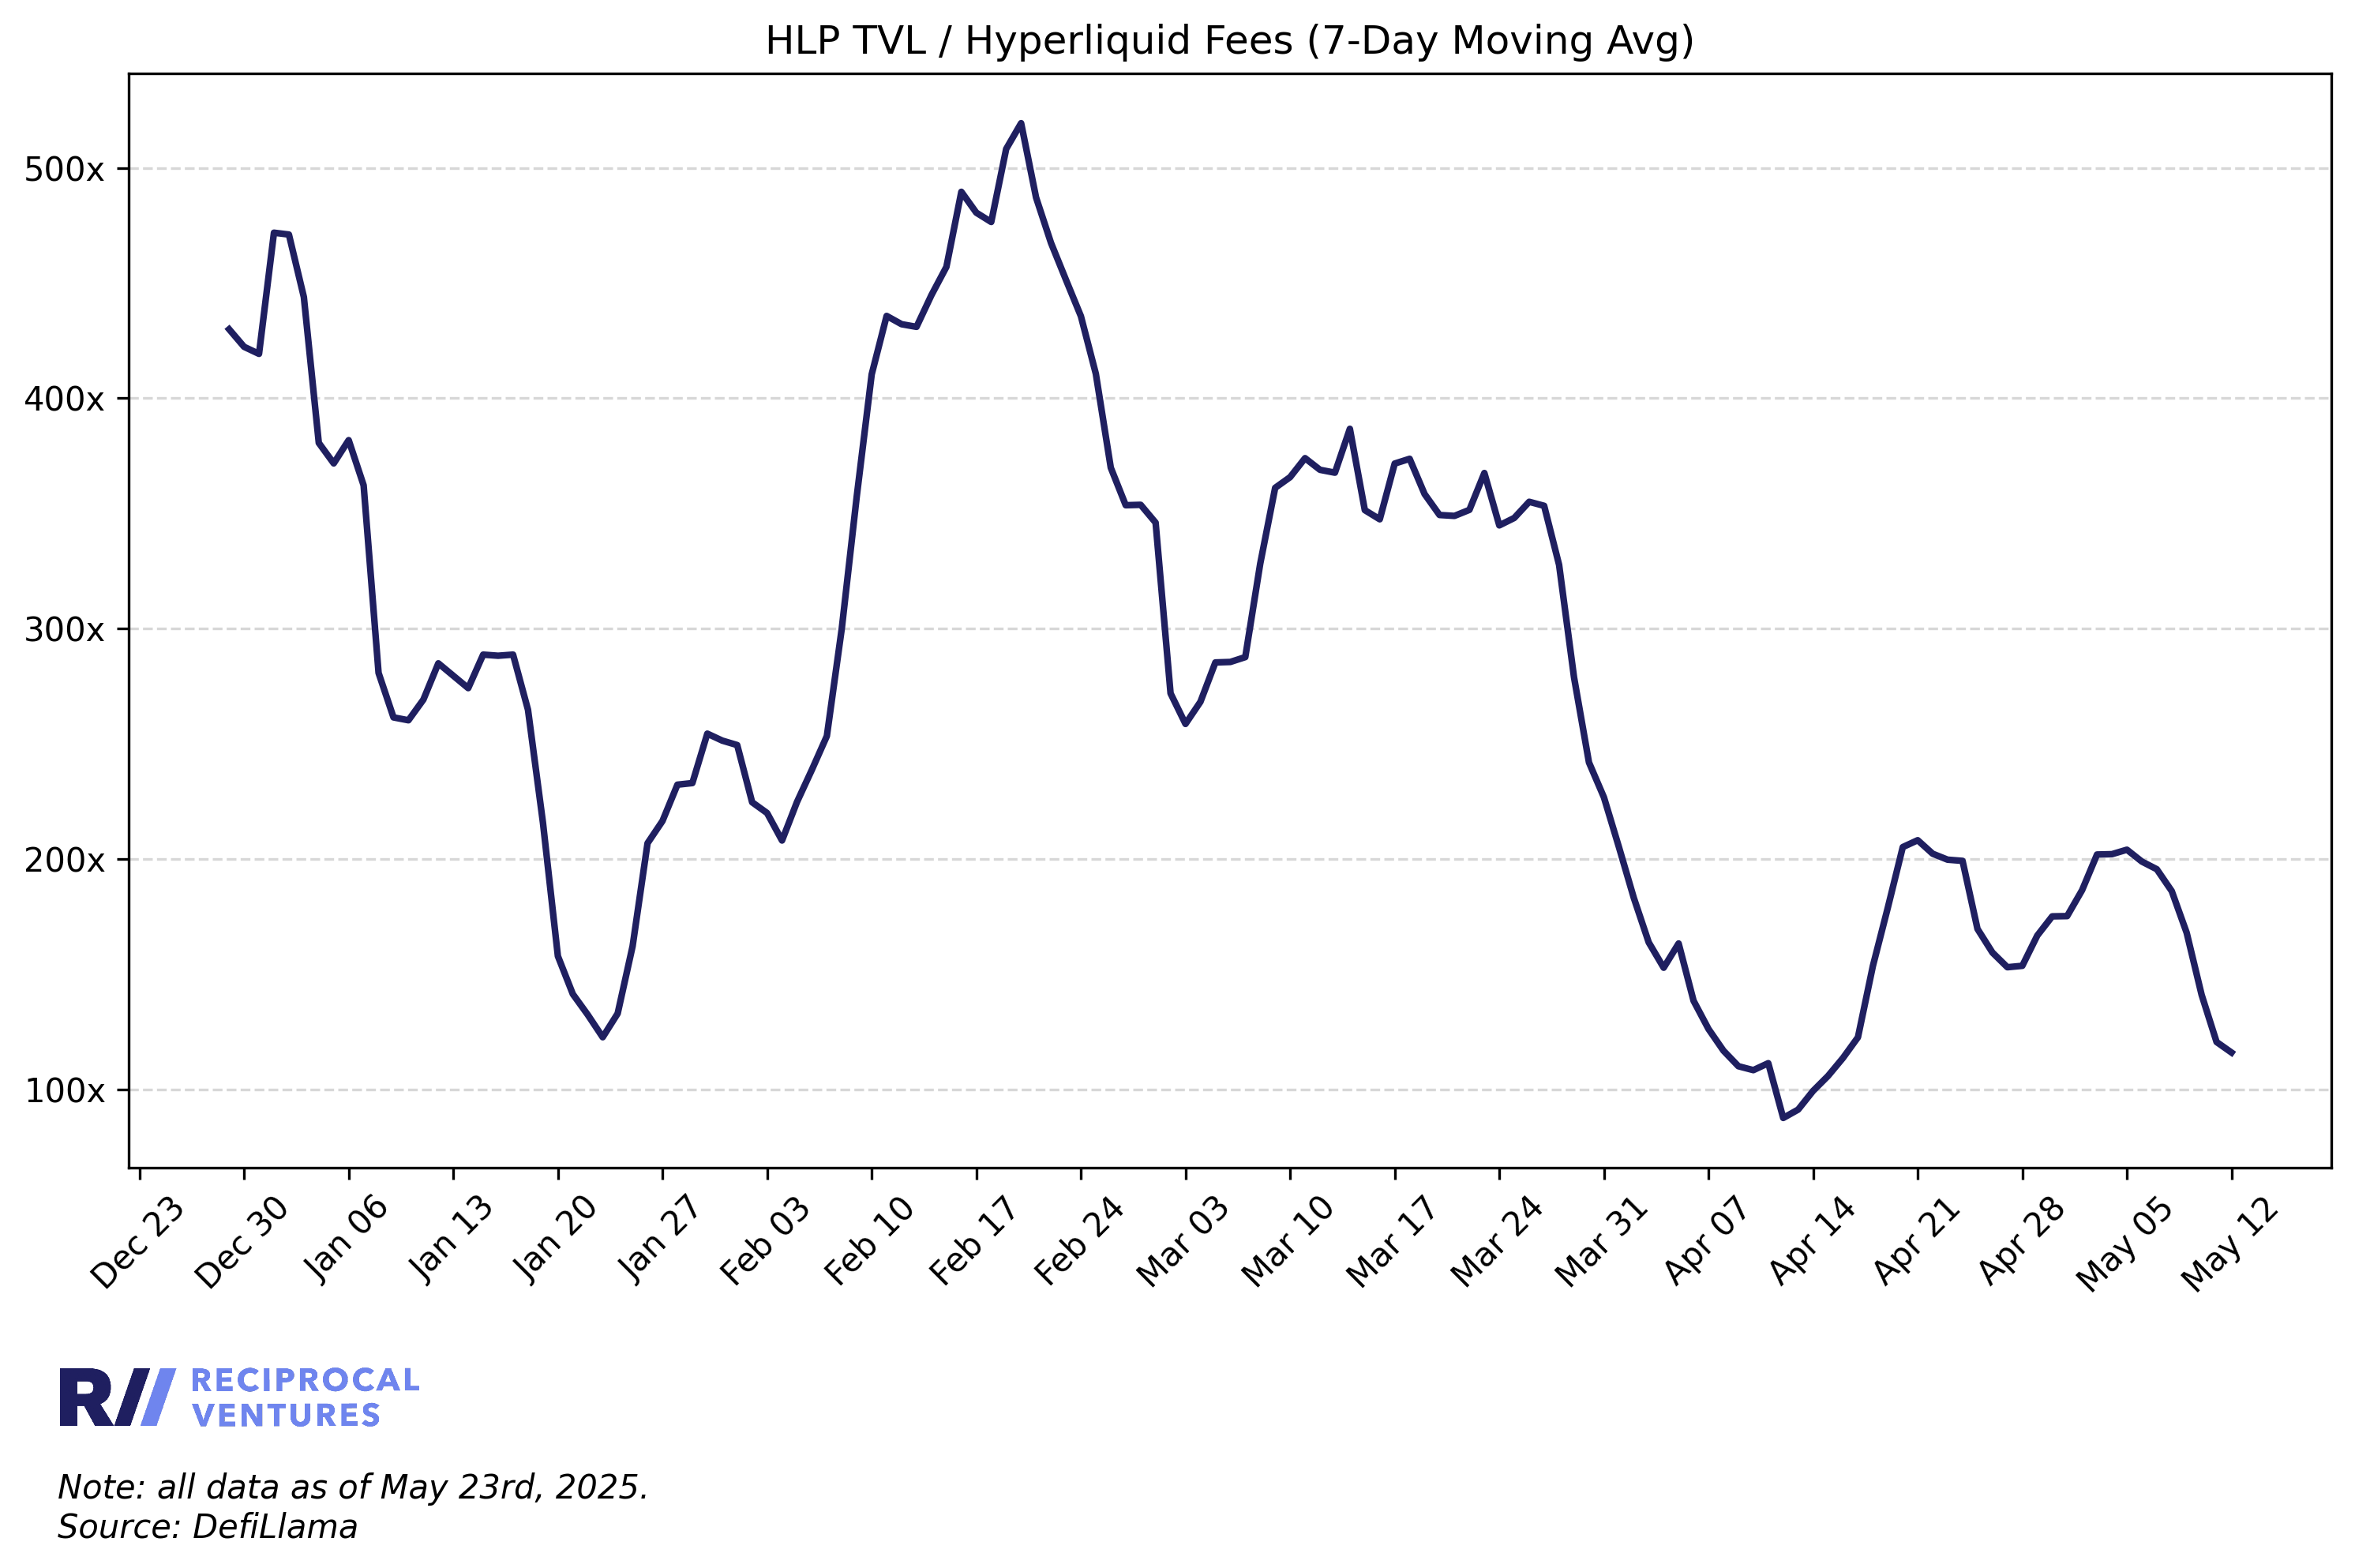 HLP TVL / Hyperliquid Fees (7-Day Moving Avg)
500x
400x
300x
200x
100x
Dec 23
Dec 30
Jan 06
Jan 13
Jan 20
Jan 27
Feb 03
Feb 10
Feb 17
Feb 24
Mar 03
Mar 10
Mar 17
Mar 24
Mar 31
Apr 07
Apr 14
Apr 21
Apr 28
May 05
May 12
R//
RECIPROCAL
VENTURES
Note: all data as of May 23rd, 2025.
Source: DefiLlama